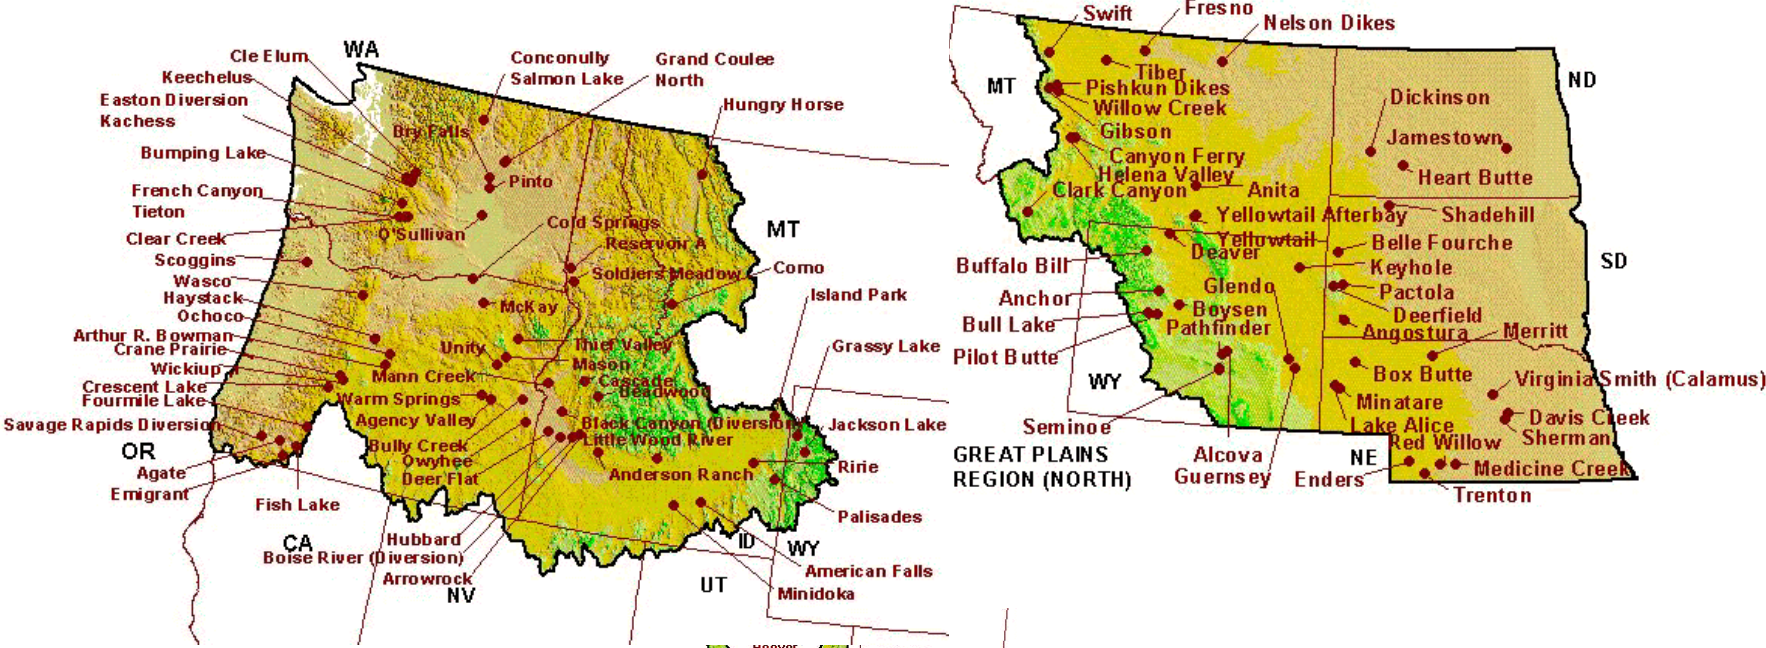 WA
Cle Elum
Keechelus
Easton Diversion
Kachess
Bumping Lake
French Canyon
Tieton
Clear Creek
Scoggins
Wasco
Haystack
Ochoco
Arthur R. Bowman
Crane Prairie
Wickiup
Crescent Lake
Fourmile Lake
Savage Rapids Diversion
OR
Agate
Emigrant
Fish Lake
CA
Conconully
Salmon Lake
Grand Coulee
North
Hungry Horse
Bry Falls
Pinto
O'Sullivan
Cold Springs
Reservoir A
MT
Soldiers Meadow
Como
McKay
Island Park
Unity
Thief Valley
Grassy Lake
Mason
Mann Creek
Cascade
Deadwood
Warm Springs
Agency Valley
Black Canyon (Diversion)
Jackson Lake
Bully Creek
Little Wood River
Owyhee
Ririe
Deer Flat
Anderson Ranch
Palisades
Hubbard
ID
WY
Boise River (Diversion)
American Falls
Arrowrock
NV
UT
Minidoka
Hoover
Swift
Fresno
Nelson Dikes
MT
Tiber
ND
Pishkun Dikes
Dickinson
Willow Creek
Gibson
Jamestown
Canyon Ferry
Helena Valley
Heart Butte
Clark Canyon
Anita
Yellowtail Afterbay
Shadehill
Yellowtail
Belle Fourche
Deaver
Buffalo Bill
Keyhole
SD
Glendo
Anchor
Pactola
Boysen
Deerfield
Bull Lake
Pathfinder
Angostura
Merritt
Pilot Butte
WY
Box Butte
Virginia Smith (Calamus)
Minatare
Davis Creek
Seminoe
Lake Alice
Sherman
Red Willow
GREAT PLAINS
REGION (NORTH)
Alcova
Guernsey
NE
Enders
Medicine Creek
Trenton